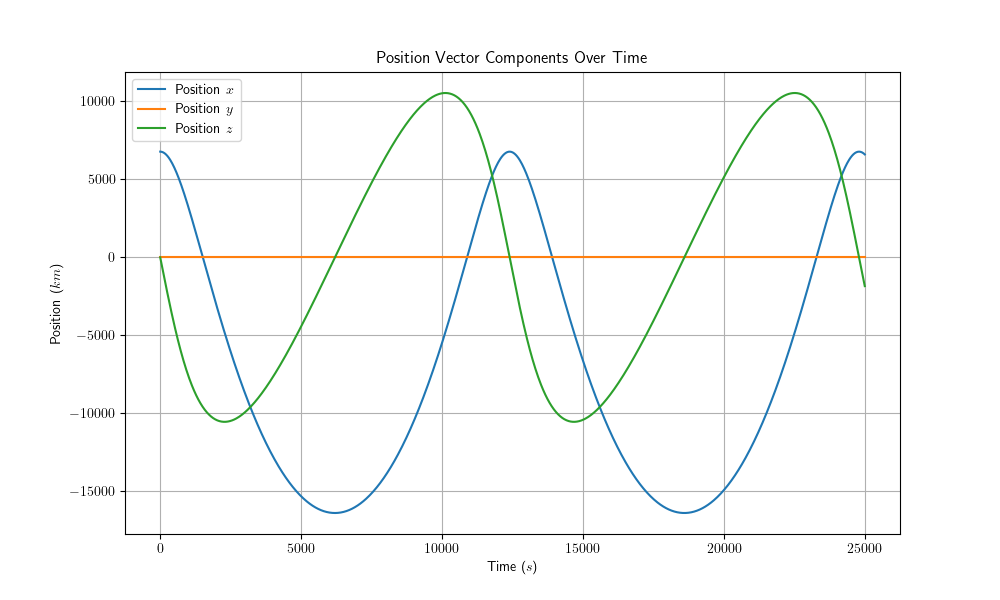 Position Vector Components Over Time
Position x
Position y
Position z
10000
5000
0
−5000
−10000
−15000
Position (km)
0
5000
10000
15000
20000
25000
Time (s)